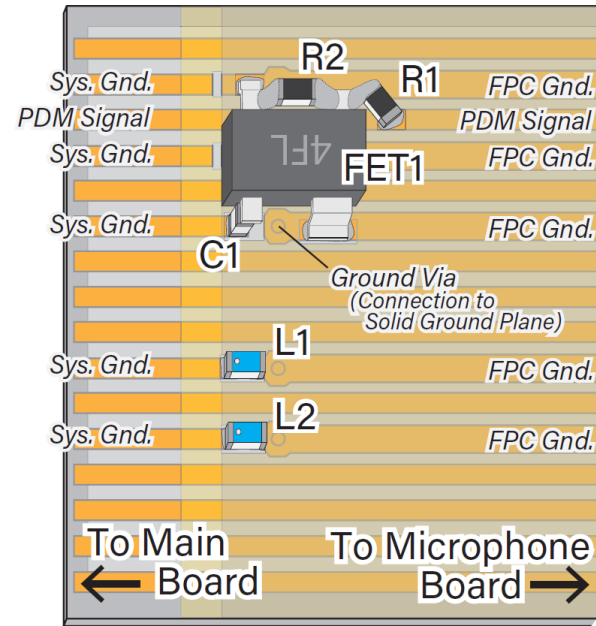 R2
R1
Sys. Gnd.
FPC Gnd.
PDM Signal
PDM Signal
4FL
Sys. Gnd.
FPC Gnd.
FET1
Sys. Gnd.
FPC Gnd.
C1
Ground Via
(Connection to
Solid Ground Plane)
L1
Sys. Gnd.
FPC Gnd.
L2
Sys. Gnd.
FPC Gnd.
To Main
Board
To Microphone
Board